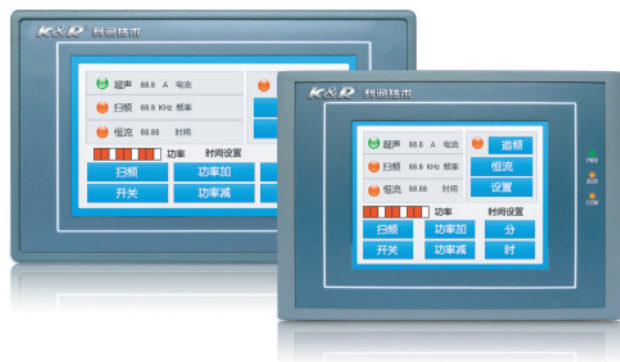 K&R 科润技术
超声 88.8 A 电流
扫频 88.8 KHz 频率
恒流 88.88 时间
功率 时间设置
扫频 功率加
开关 功率减
K&R 科润技术
超声 88.8 A 电流 追频
扫频 88.8 KHz 频率 恒流
恒流 88.88 时间 设置
功率 时间设置
扫频 功率加 分
开关 功率减 时
PWR
RUN
COM